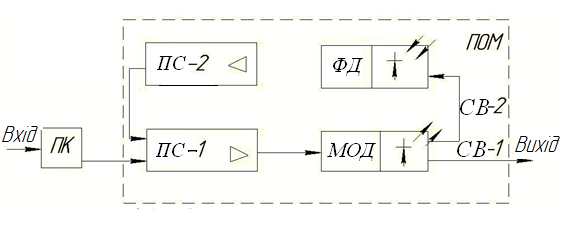 ПОМ
ПС-2
ФД
СВ-2
Вхід
ПК
ПС-1
МОД
СВ-1
Вихід